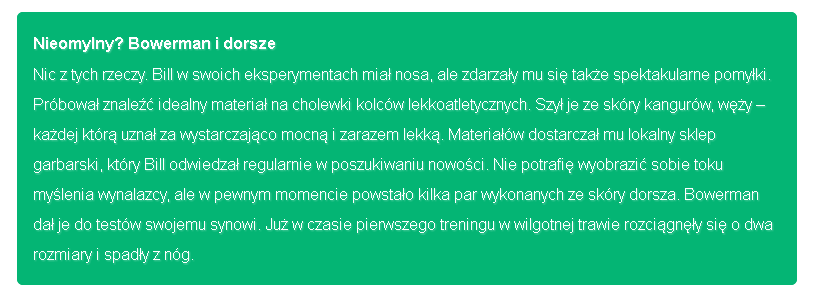 Nieomylny? Bowerman i dorsze
Nic z tych rzeczy. Bill w swoich eksperymentach miał nosa, ale zdarzały mu się także spektakularne pomyłki.
Próbował znaleźć idealny materiał na cholewki kolców lekkoatletycznych. Szył je ze skóry kangurów, węży –
każdej którą uznał za wystarczająco mocną i zarazem lekką. Materiałów dostarczał mu lokalny sklep
garbarski, który Bill odwiedzał regularnie w poszukiwaniu nowości. Nie potrafię wyobrazić sobie toku
myślenia wynalazcy, ale w pewnym momencie powstało kilka par wykonanych ze skóry dorsza. Bowerman
dał je do testów swojemu synowi. Już w czasie pierwszego treningu w wilgotnej trawie rozciągnęły się o dwa
rozmiary i spadły z nóg.